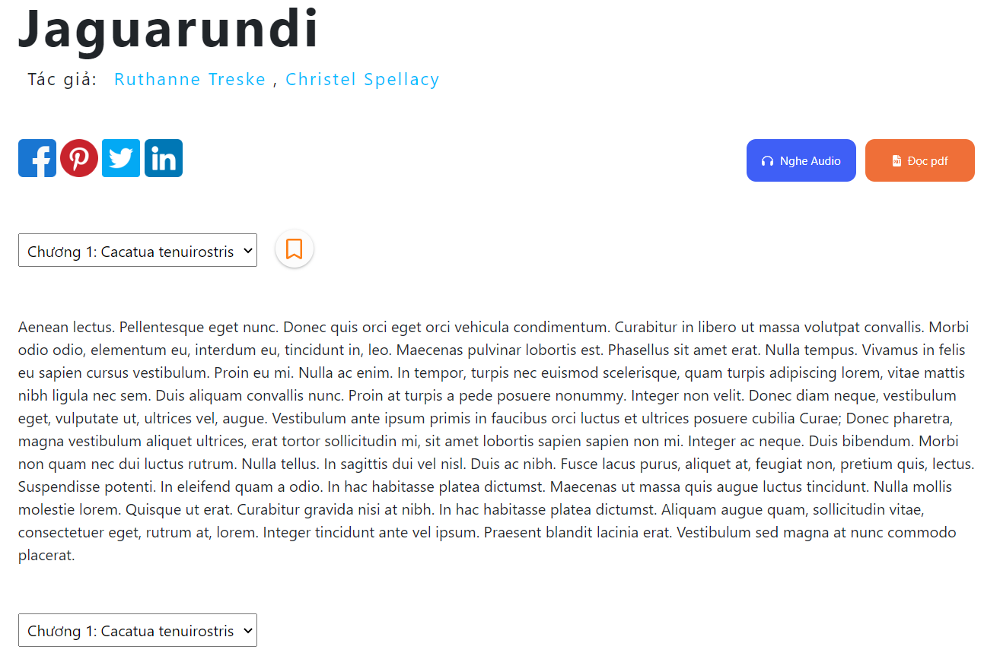 Jaguarundi
Tác giả: Ruthanne Treske , Christel Spellacy
Nghe Audio
Đọc pdf
Chương 1: Cacatua tenuirostris
Aenean lectus. Pellentesque eget nunc. Donec quis orci eget orci vehicula condimentum. Curabitur in libero ut massa volutpat convallis. Morbi
odio odio, elementum eu, interdum eu, tincidunt in, leo. Maecenas pulvinar lobortis est. Phasellus sit amet erat. Nulla tempus. Vivamus in felis
eu sapien cursus vestibulum. Proin eu mi. Nulla ac enim. In tempor, turpis nec euismod scelerisque, quam turpis adipiscing lorem, vitae mattis
nibh ligula nec sem. Duis aliquam convallis nunc. Proin at turpis a pede posuere nonummy. Integer non velit. Donec diam neque, vestibulum
eget, vulputate ut, ultrices vel, augue. Vestibulum ante ipsum primis in faucibus orci luctus et ultrices posuere cubilia Curae; Donec pharetra,
magna vestibulum aliquet ultrices, erat tortor sollicitudin mi, sit amet lobortis sapien sapien non mi. Integer ac neque. Duis bibendum. Morbi
non quam nec dui luctus rutrum. Nulla tellus. In sagittis dui vel nisl. Duis ac nibh. Fusce lacus purus, aliquet at, feugiat non, pretium quis, lectus.
Suspendisse potenti. In eleifend quam a odio. In hac habitasse platea dictumst. Maecenas ut massa quis augue luctus tincidunt. Nulla mollis
molestie lorem. Quisque ut erat. Curabitur gravida nisi at nibh. In hac habitasse platea dictumst. Aliquam augue quam, sollicitudin vitae,
consectetuer eget, rutrum at, lorem. Integer tincidunt ante vel ipsum. Praesent blandit lacinia erat. Vestibulum sed magna at nunc commodo
placerat.
Chương 1: Cacatua tenuirostris